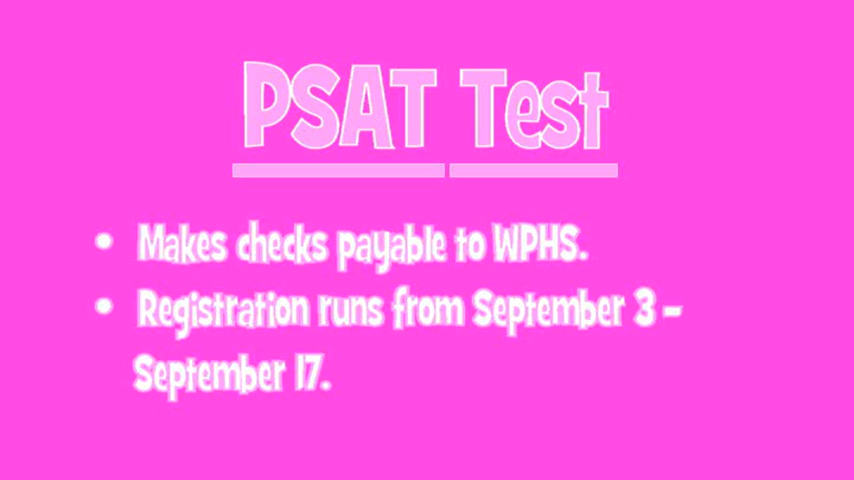 PSAT Test
• Makes checks payable to WPHS.
• Registration runs from September 3 –
September 17.